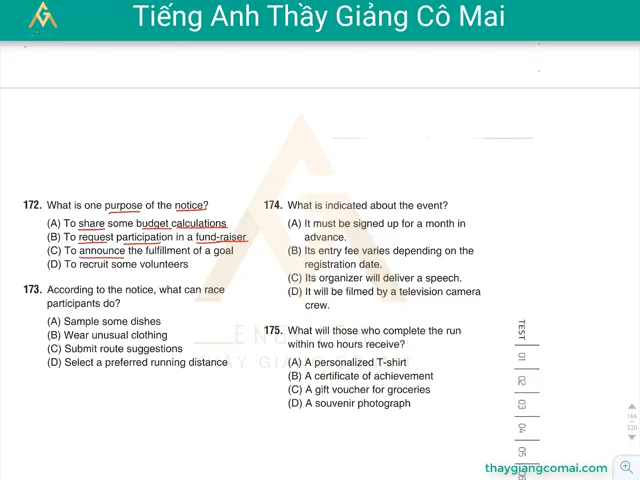 Tiếng Anh Thầy Giảng Cô Mai
172. What is one purpose of the notice?
(A) To share some budget calculations
(B) To request participation in a fund-raiser
(C) To announce the fulfillment of a goal
(D) To recruit some volunteers
173. According to the notice, what can race
participants do?
(A) Sample some dishes
(B) Wear unusual clothing
(C) Submit route suggestions
(D) Select a preferred running distance
174. What is indicated about the event?
(A) It must be signed up for a month in
advance.
(B) Its entry fee varies depending on the
registration date.
(C) Its organizer will deliver a speech.
(D) It will be filmed by a television camera
crew.
175. What will those who complete the run
within two hours receive?
(A) A personalized T-shirt
(B) A certificate of achievement
(C) A gift voucher for groceries
(D) A souvenir photograph
TEST
01
02
03
04
05
166
220
thaygiangcomai.com